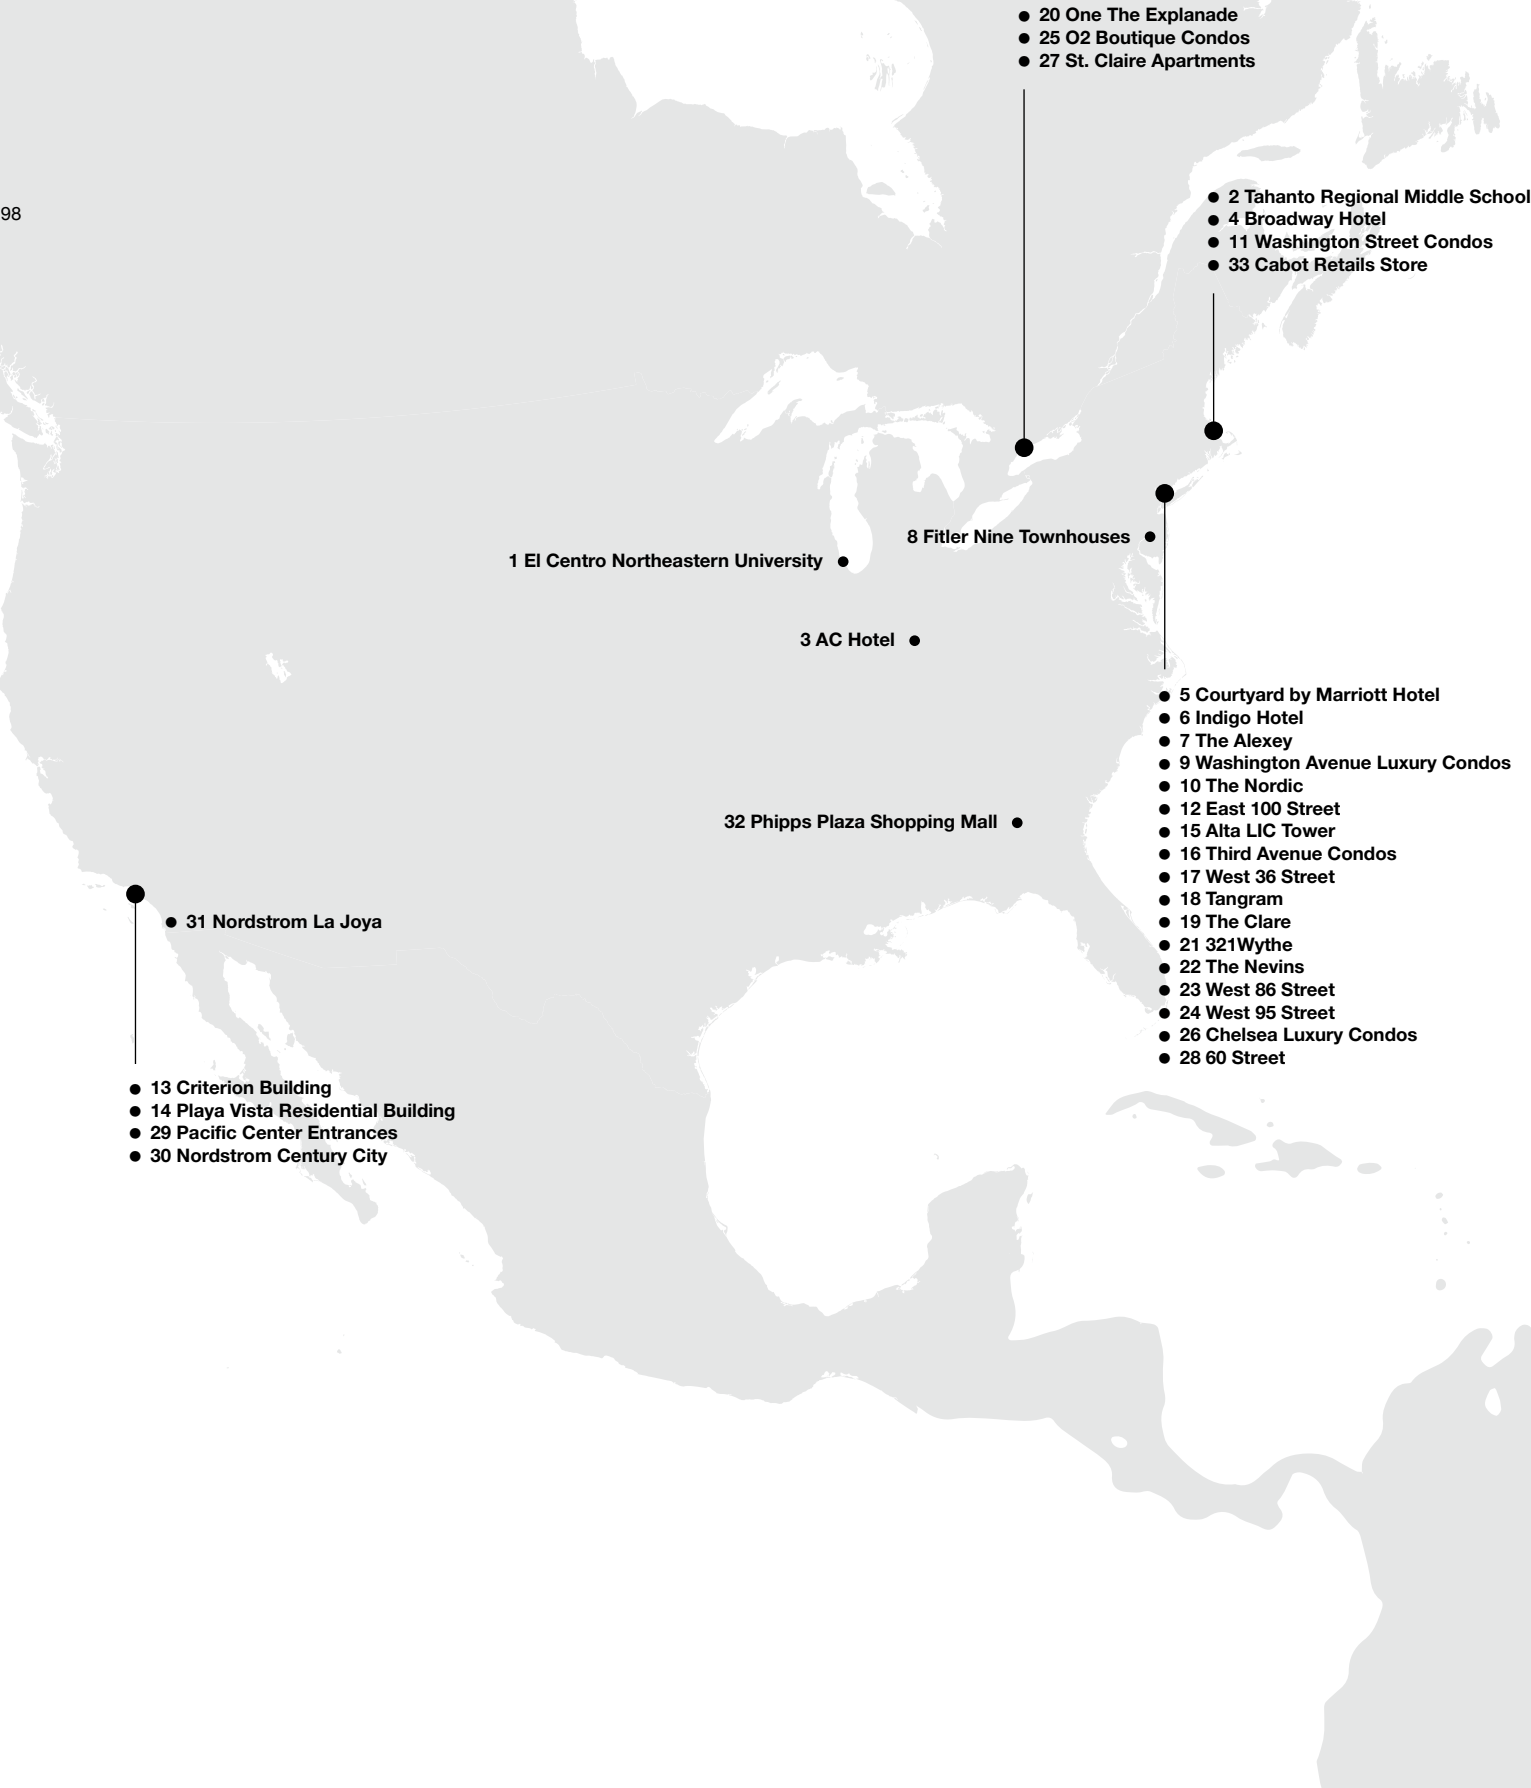 20 One The Explanade
25 O2 Boutique Condos
27 St. Claire Apartments
2 Tahanto Regional Middle School
4 Broadway Hotel
11 Washington Street Condos
33 Cabot Retails Store
98
8 Fitler Nine Townhouses
1 El Centro Northeastern University
3 AC Hotel
5 Courtyard by Marriott Hotel
6 Indigo Hotel
7 The Alexey
9 Washington Avenue Luxury Condos
10 The Nordic
12 East 100 Street
15 Alta LIC Tower
16 Third Avenue Condos
17 West 36 Street
18 Tangram
19 The Clare
21 321Wythe
22 The Nevins
23 West 86 Street
24 West 95 Street
26 Chelsea Luxury Condos
28 60 Street
32 Phipps Plaza Shopping Mall
31 Nordstrom La Joya
13 Criterion Building
14 Playa Vista Residential Building
29 Pacific Center Entrances
30 Nordstrom Century City